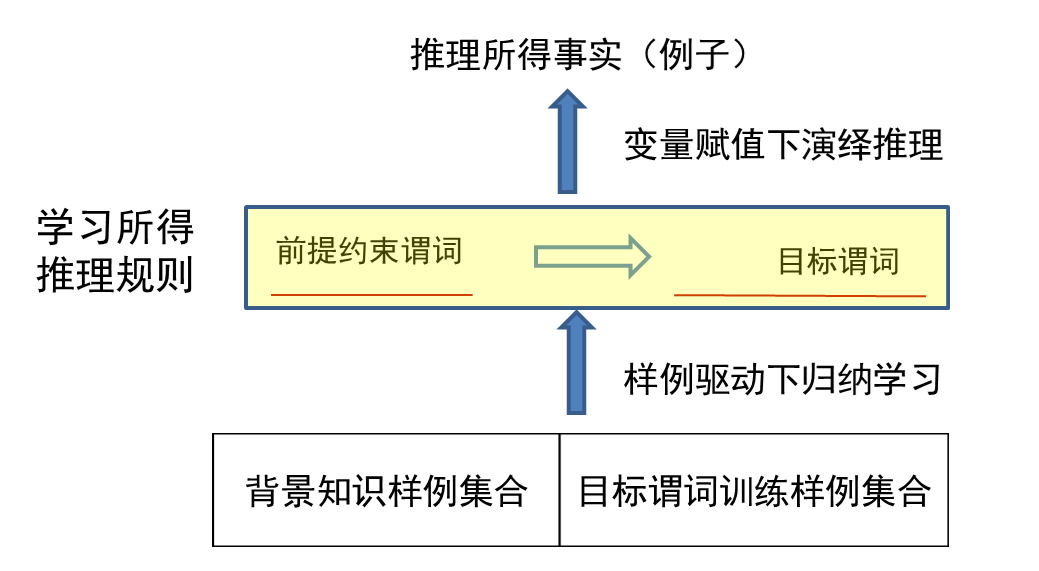 推理所得事实（例子）
变量赋值下演绎推理
学习所得
推理规则
前提约束谓词
目标谓词
样例驱动下归纳学习
背景知识样例集合
目标谓词训练样例集合